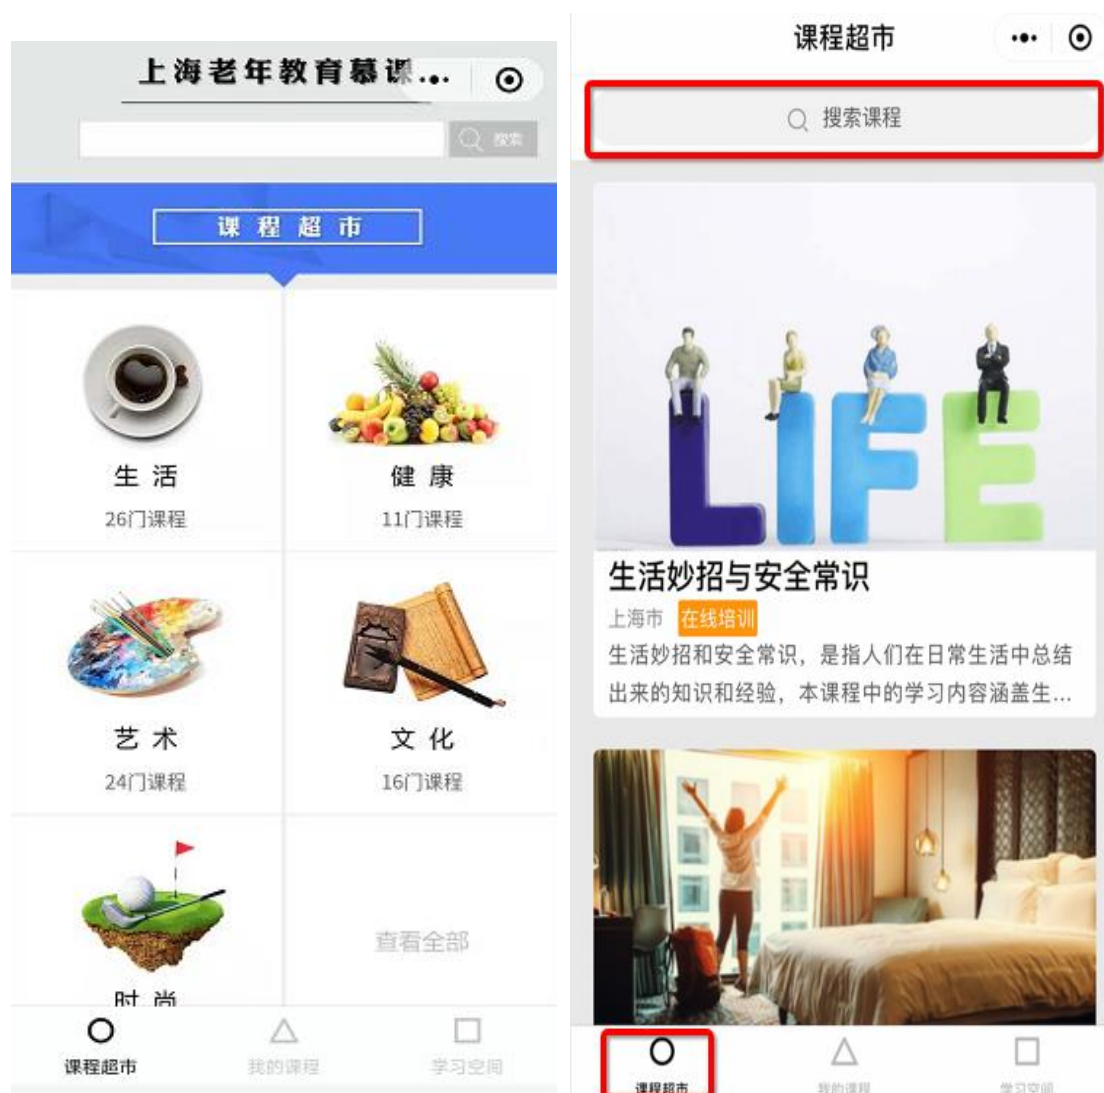 上海老年教育慕课
搜索
课程超市
生活
健康
26门课程
11门课程
艺术
文化
24门课程
16门课程
时尚
查看全部
课程超市
我的课程
学习空间
课程超市
搜索课程
LIFE
生活妙招与安全常识
上海市 在线培训
生活妙招和安全常识，是指人们在日常生活中总结
出来的知识和经验，本课程中的学习内容涵盖生...
课程超市
我的课程
学习空间